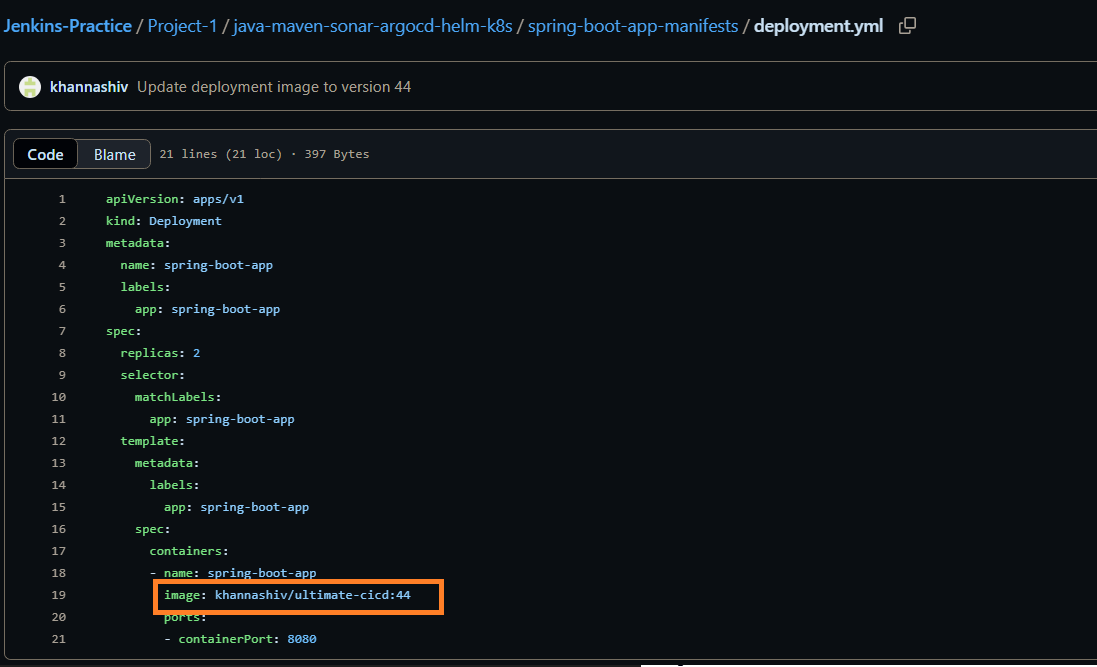 Jenkins-Practice / Project-1 / java-maven-sonar-argocd-helm-k8s / spring-boot-app-manifests / deployment.yml
khannashiv Update deployment image to version 44
Code Blame 21 lines (21 loc) · 397 Bytes
1 apiVersion: apps/v1
2 kind: Deployment
3 metadata:
4   name: spring-boot-app
5   labels:
6     app: spring-boot-app
7 spec:
8   replicas: 2
9   selector:
10     matchLabels:
11       app: spring-boot-app
12   template:
13     metadata:
14       labels:
15         app: spring-boot-app
16     spec:
17       containers:
18       - name: spring-boot-app
19         image: khannashiv/ultimate-cicd:44
20         ports:
21         - containerPort: 8080